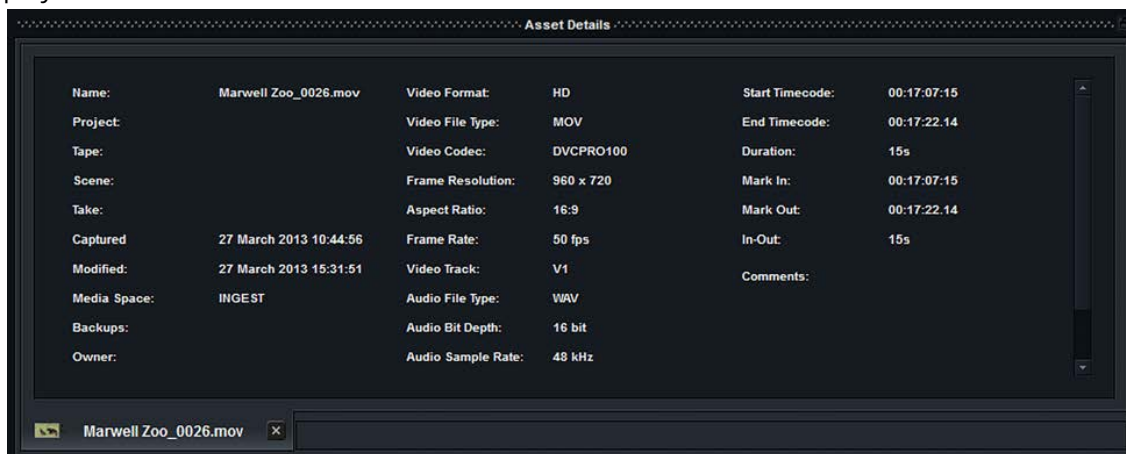 Asset Details
Name: Marwell Zoo_0026.mov Video Format: HD Start Timecode: 00:17:07:15
Project: Video File Type: MOV End Timecode: 00:17:22.14
Tape: Video Codec: DVCPRO100 Duration: 15s
Scene: Frame Resolution: 960 x 720 Mark In: 00:17:07:15
Take: Aspect Ratio: 16:9 Mark Out: 00:17:22.14
Captured 27 March 2013 10:44:56 Frame Rate: 50 fps In-Out: 15s
Modified: 27 March 2013 15:31:51 Video Track: V1 Comments:
Media Space: INGEST Audio File Type: WAV
Backups: Audio Bit Depth: 16 bit
Owner: Audio Sample Rate: 48 kHz
Marwell Zoo_0026.mov